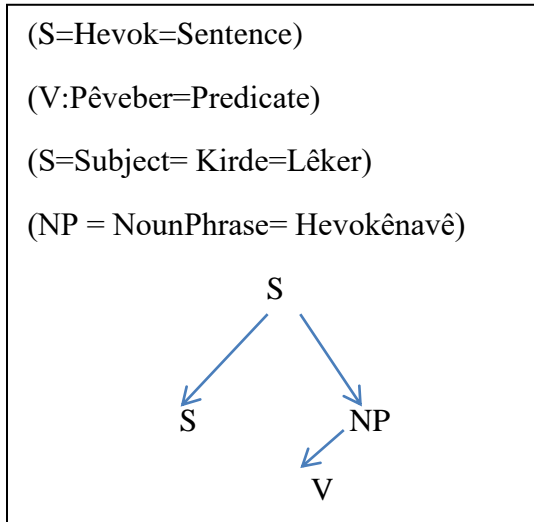 (S=Hevok=Sentence)
(V:Pêveber=Predicate)
(S=Subject= Kirde=Lêker)
(NP = NounPhrase= Hevokênavê)
S
S NP
V